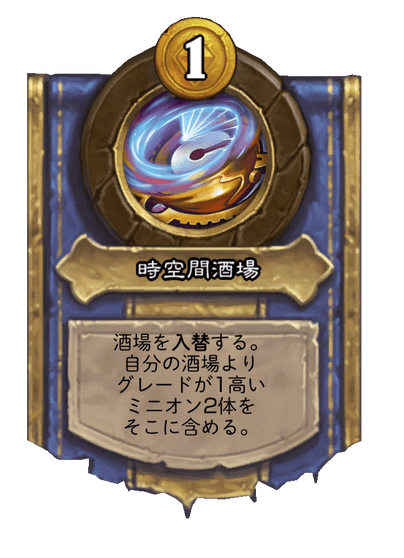 1
時空間酒場
酒場を入替する。
自分の酒場より
グレードが1高い
ミニオン2体を
そこに含める。